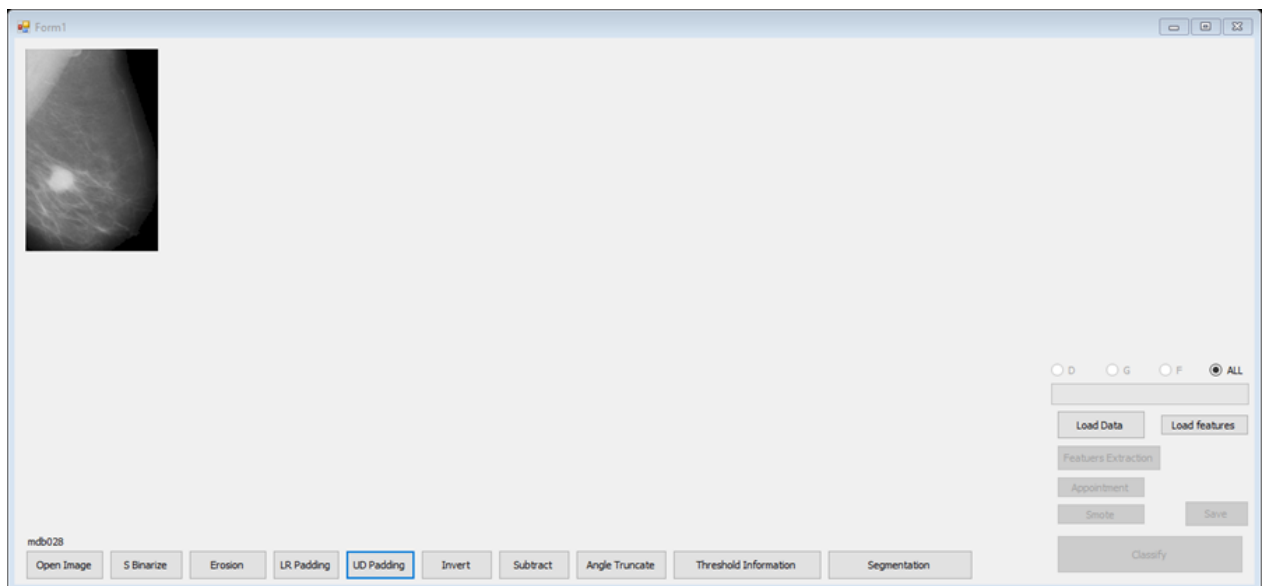 Form1
D G F ALL
Load Data Load features
Featuers Extraction
Appointment
Smote Save
mdb028
Open Image S Binarize Erosion LR Padding UD Padding Invert Subtract Angle Truncate Threshold Information Segmentation
Classify